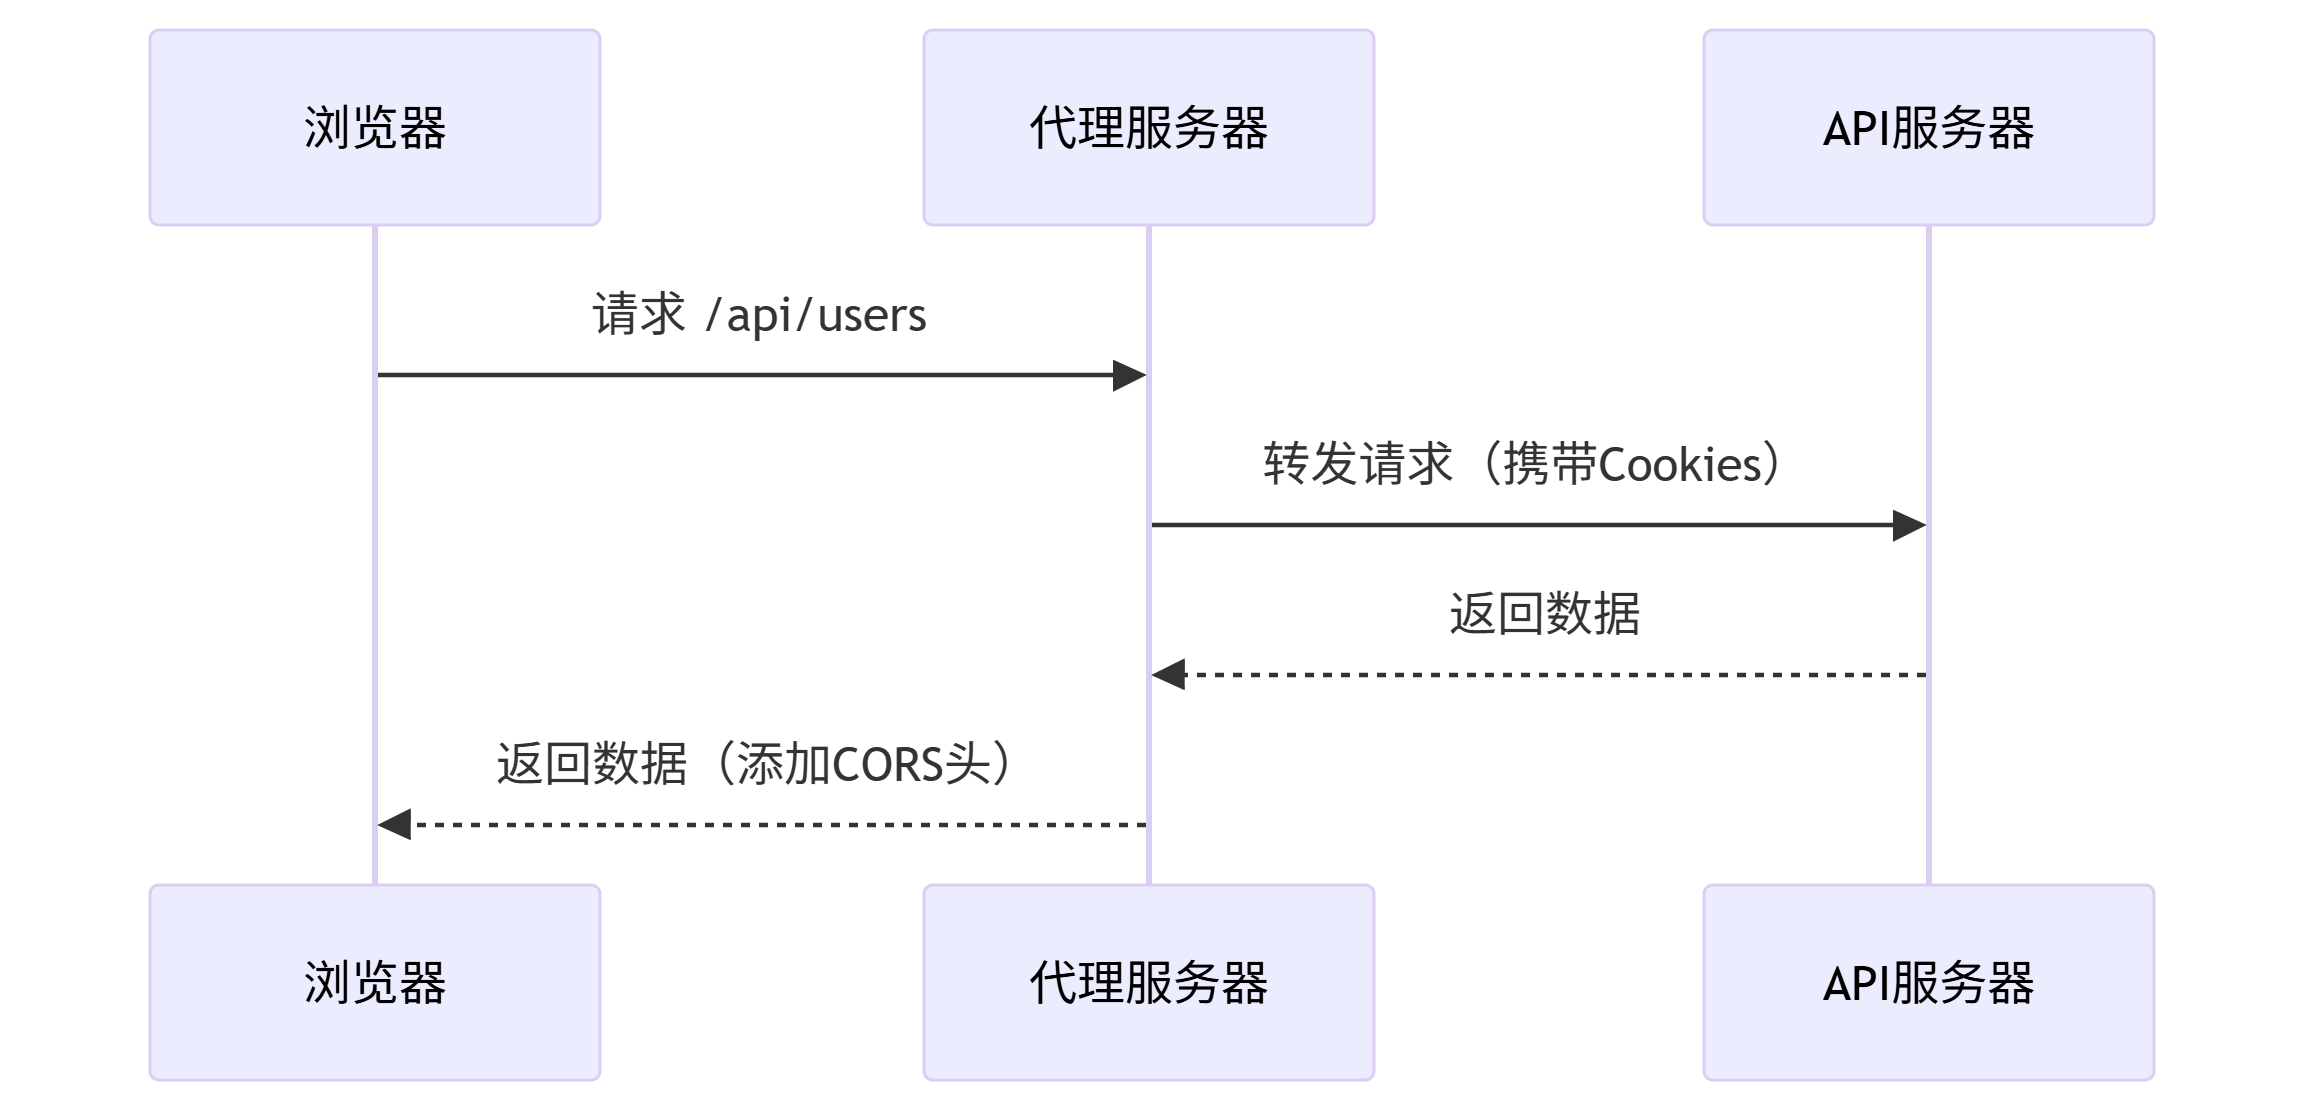 浏览器
代理服务器
API服务器
请求 /api/users
转发请求（携带Cookies）
返回数据
返回数据（添加CORS头）
浏览器
代理服务器
API服务器